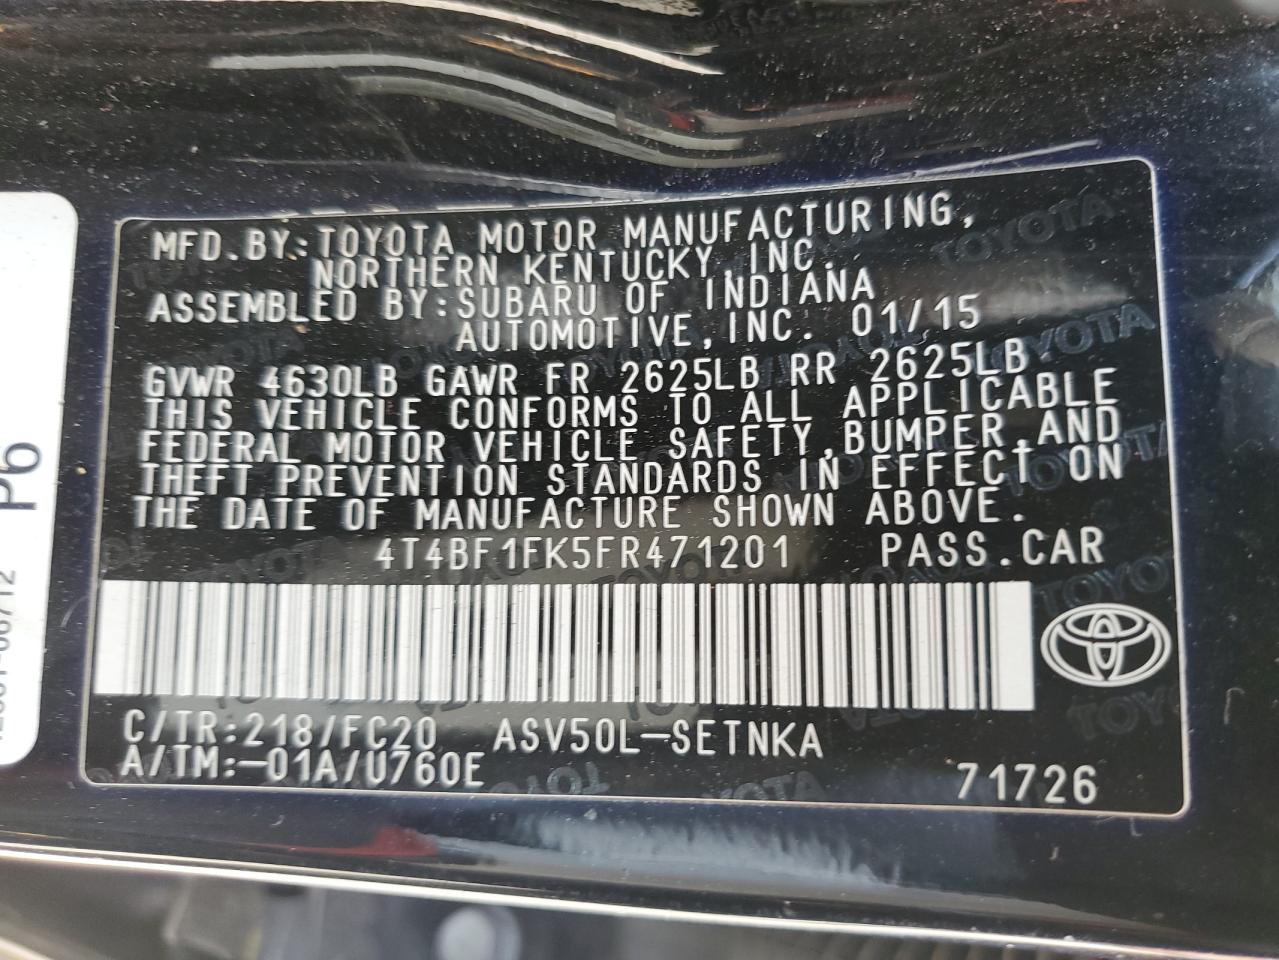 MFD.BY:TOYOTA MOTOR MANUFACTURING,
NORTHERN KENTUCKY,INC.
ASSEMBLED BY:SUBARU OF INDIANA
AUTOMOTIVE,INC. 01/15
GVWR 4630LB GAWR FR 2625LB RR 2625LB
THIS VEHICLE CONFORMS TO ALL APPLICABLE
FEDERAL MOTOR VEHICLE SAFETY,BUMPER,AND
THEFT PREVENTION STANDARDS IN EFFECT ON
THE DATE OF MANUFACTURE SHOWN ABOVE.
4T4BF1FK5FR471201 PASS.CAR
C/TR:218/FC20 ASV50L-SETNKA
A/TM:-01A/U760E
71726
P6